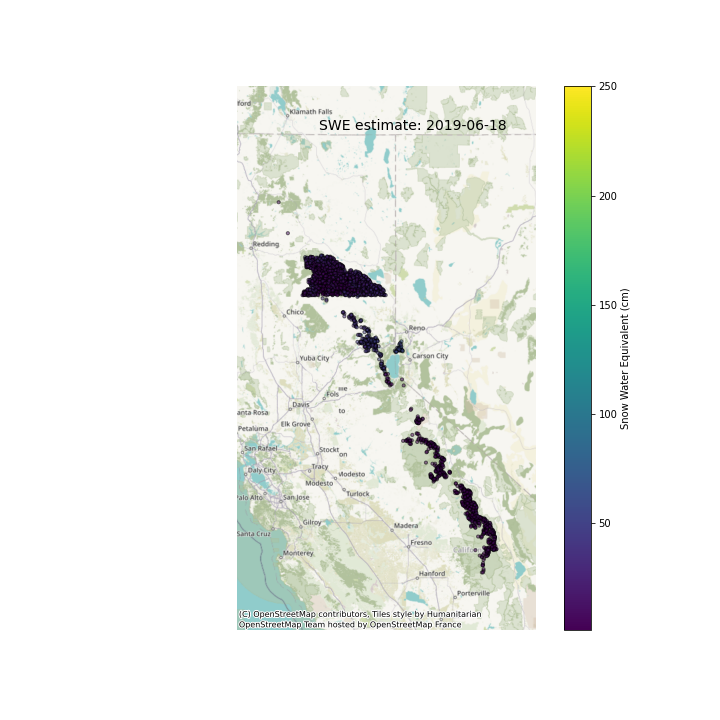 ford
Klamath Falls
SWE estimate: 2019-06-18
Redding
Chico
Reno
Yuba City
Carson City
Fols
Davis
to
anta Rosa
Elk Grove
Petaluma
San Rafael
Stockt
on
Daly City
Tracy
Modesto
Modesto
Palo Alto
San Jose
Turlock
Gilroy
Madera
Santa Cruz
Fresno
Monterey
Hanford
Porterville
(C) OpenStreetMap contributors, Tiles style by Humanitarian
OpenStreetMap Team hosted by OpenStreetMap France
250
200
150
100
50
Snow Water Equivalent (cm)